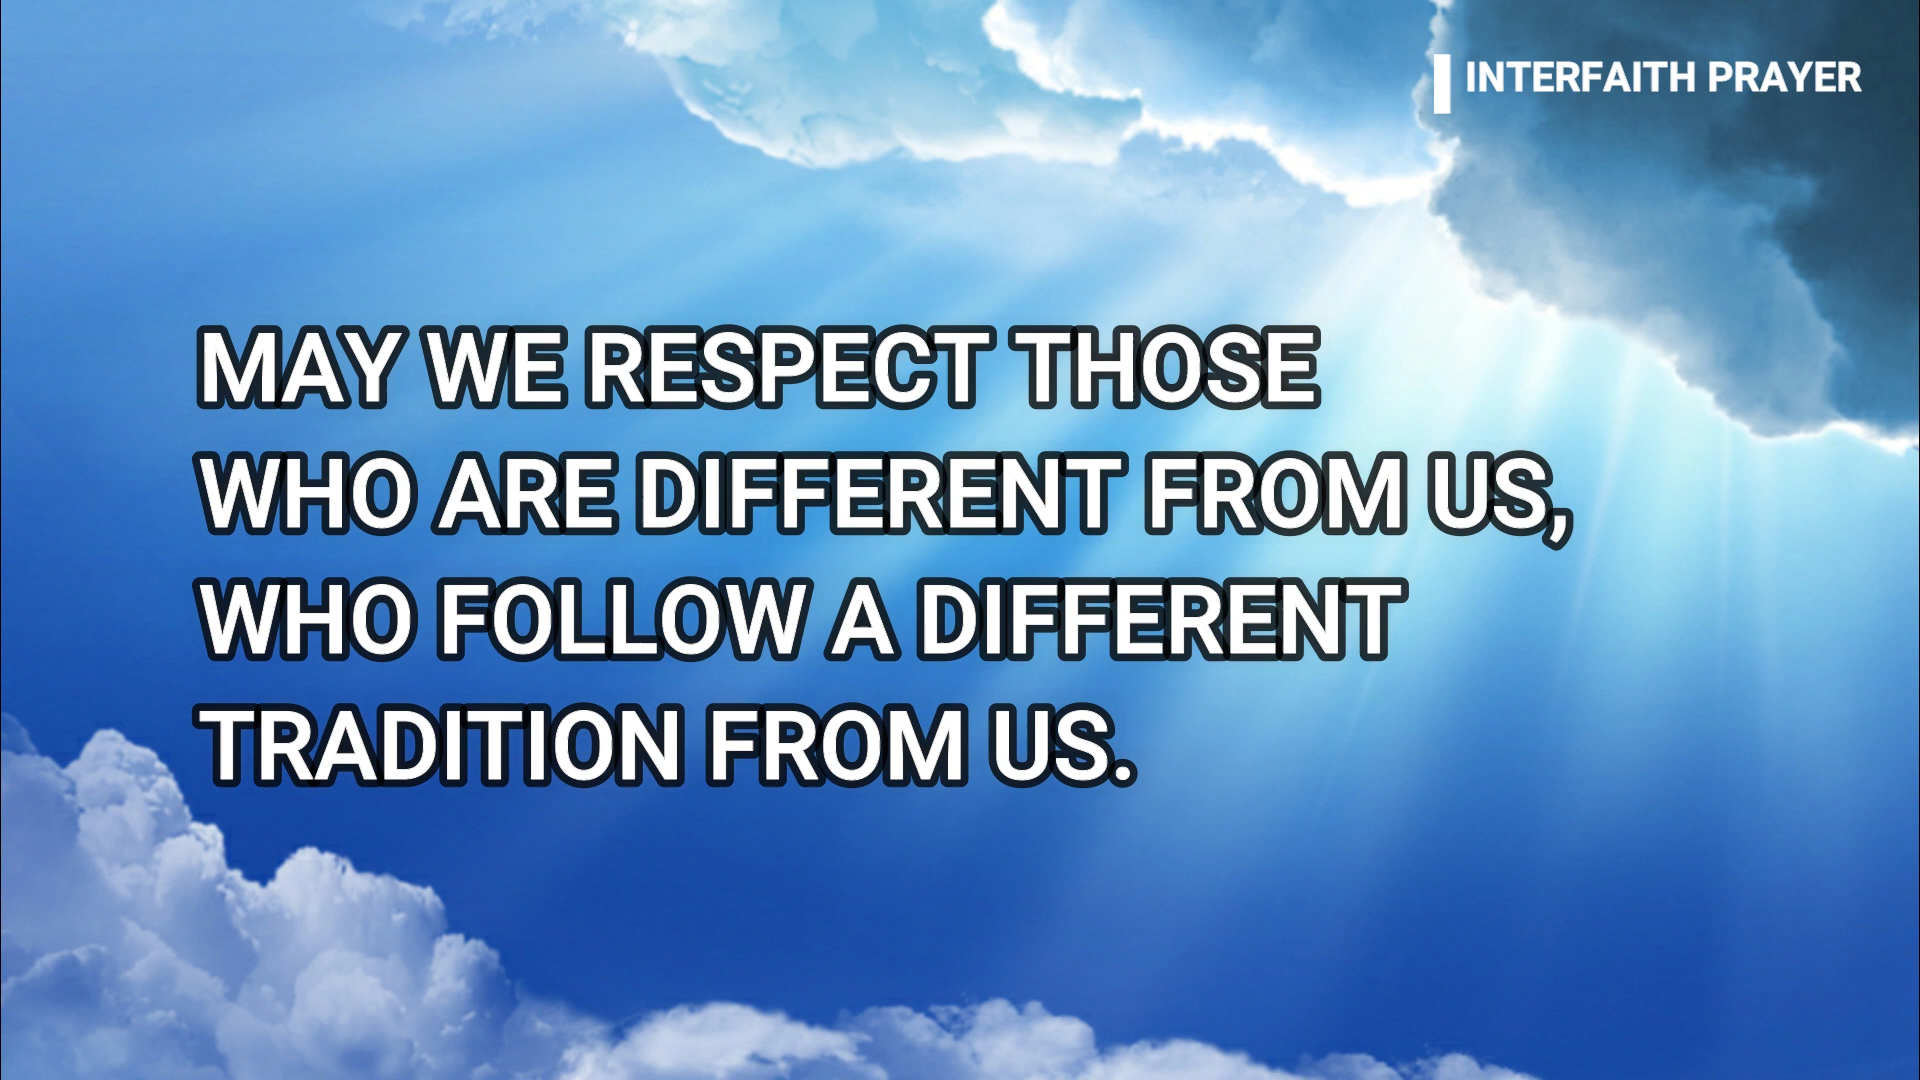 INTERFAITH PRAYER
MAY WE RESPECT THOSE
WHO ARE DIFFERENT FROM US,
WHO FOLLOW A DIFFERENT
TRADITION FROM US.